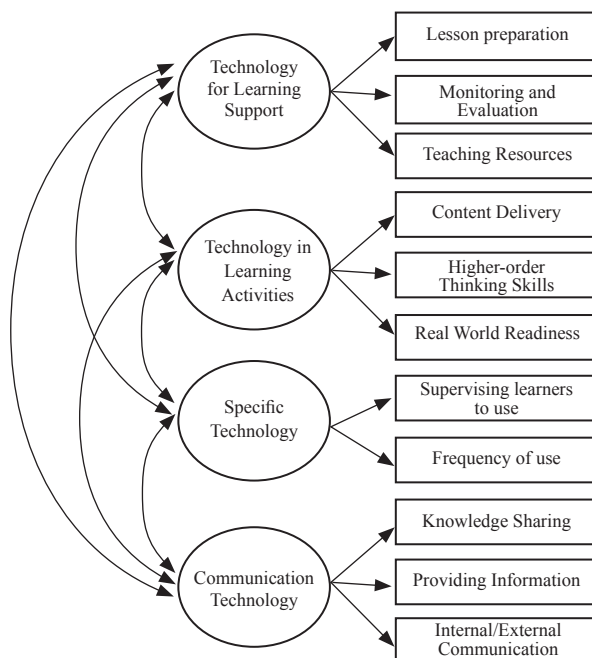 Technology
for Learning
Support
Lesson preparation
Monitoring and
Evaluation
Teaching Resources
Technology in
Learning
Activities
Content Delivery
Higher-order
Thinking Skills
Real World Readiness
Specific
Technology
Supervising learners
to use
Frequency of use
Communication
Technology
Knowledge Sharing
Providing Information
Internal/External
Communication